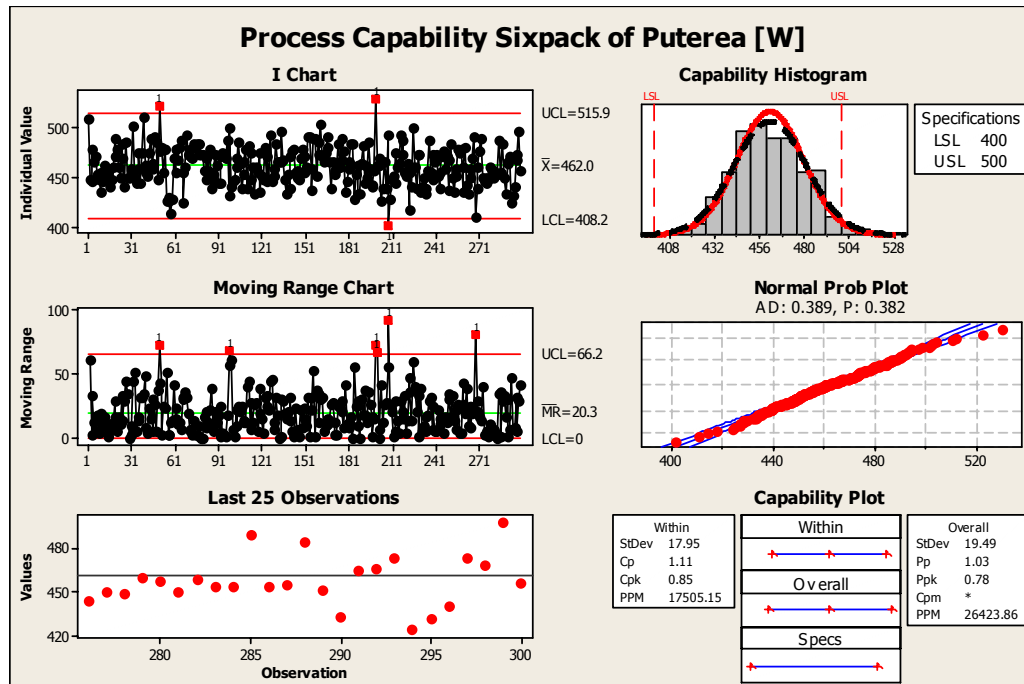 Process Capability Sixpack of Puterea [W]
I Chart
Individual Value
500
450
400
1 31 61 91 121 151 181 211 241 271
1
1
1
UCL=515.9
X̄=462.0
LCL=408.2
Capability Histogram
LSL
USL
408 432 456 480 504 528
Specifications
LSL 400
USL 500
Moving Range Chart
Moving Range
100
50
0
1 31 61 91 121 151 181 211 241 271
1
1
1
1
1
UCL=66.2
M̅R̅=20.3
LCL=0
Normal Prob Plot
AD: 0.389, P: 0.382
400 440 480 520
Last 25 Observations
Values
480
450
420
280 285 290 295 300
Observation
Capability Plot
Within
StDev 17.95
Cp 1.11
Cpk 0.85
PPM 17505.15
Within
Overall
Specs
Overall
StDev 19.49
Pp 1.03
Ppk 0.78
Cpm *
PPM 26423.86